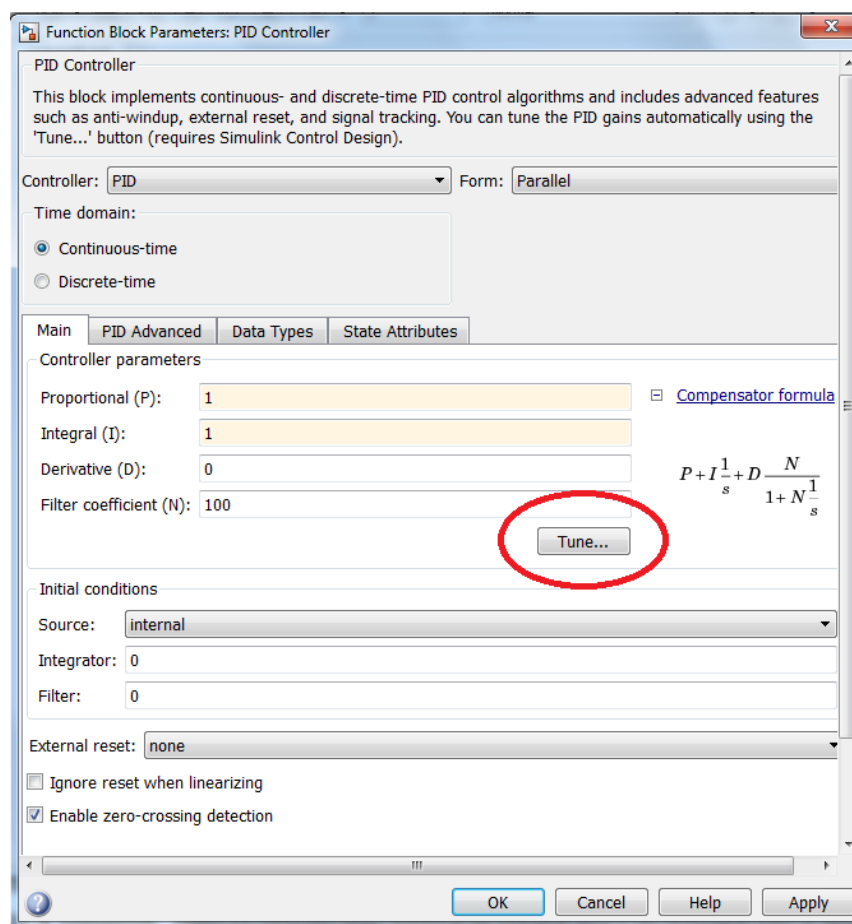 Function Block Parameters: PID Controller
PID Controller
This block implements continuous- and discrete-time PID control algorithms and includes advanced features
such as anti-windup, external reset, and signal tracking. You can tune the PID gains automatically using the
'Tune...' button (requires Simulink Control Design).
Controller: PID Form: Parallel
Time domain:
Continuous-time
Discrete-time
Main PID Advanced Data Types State Attributes
Controller parameters
Proportional (P): 1 Compensator formula
Integral (I): 1
Derivative (D): 0
P+I 1/s +D N/(1+N 1/s)
Filter coefficient (N): 100
Tune...
Initial conditions
Source: internal
Integrator: 0
Filter: 0
External reset: none
Ignore reset when linearizing
Enable zero-crossing detection
OK Cancel Help Apply